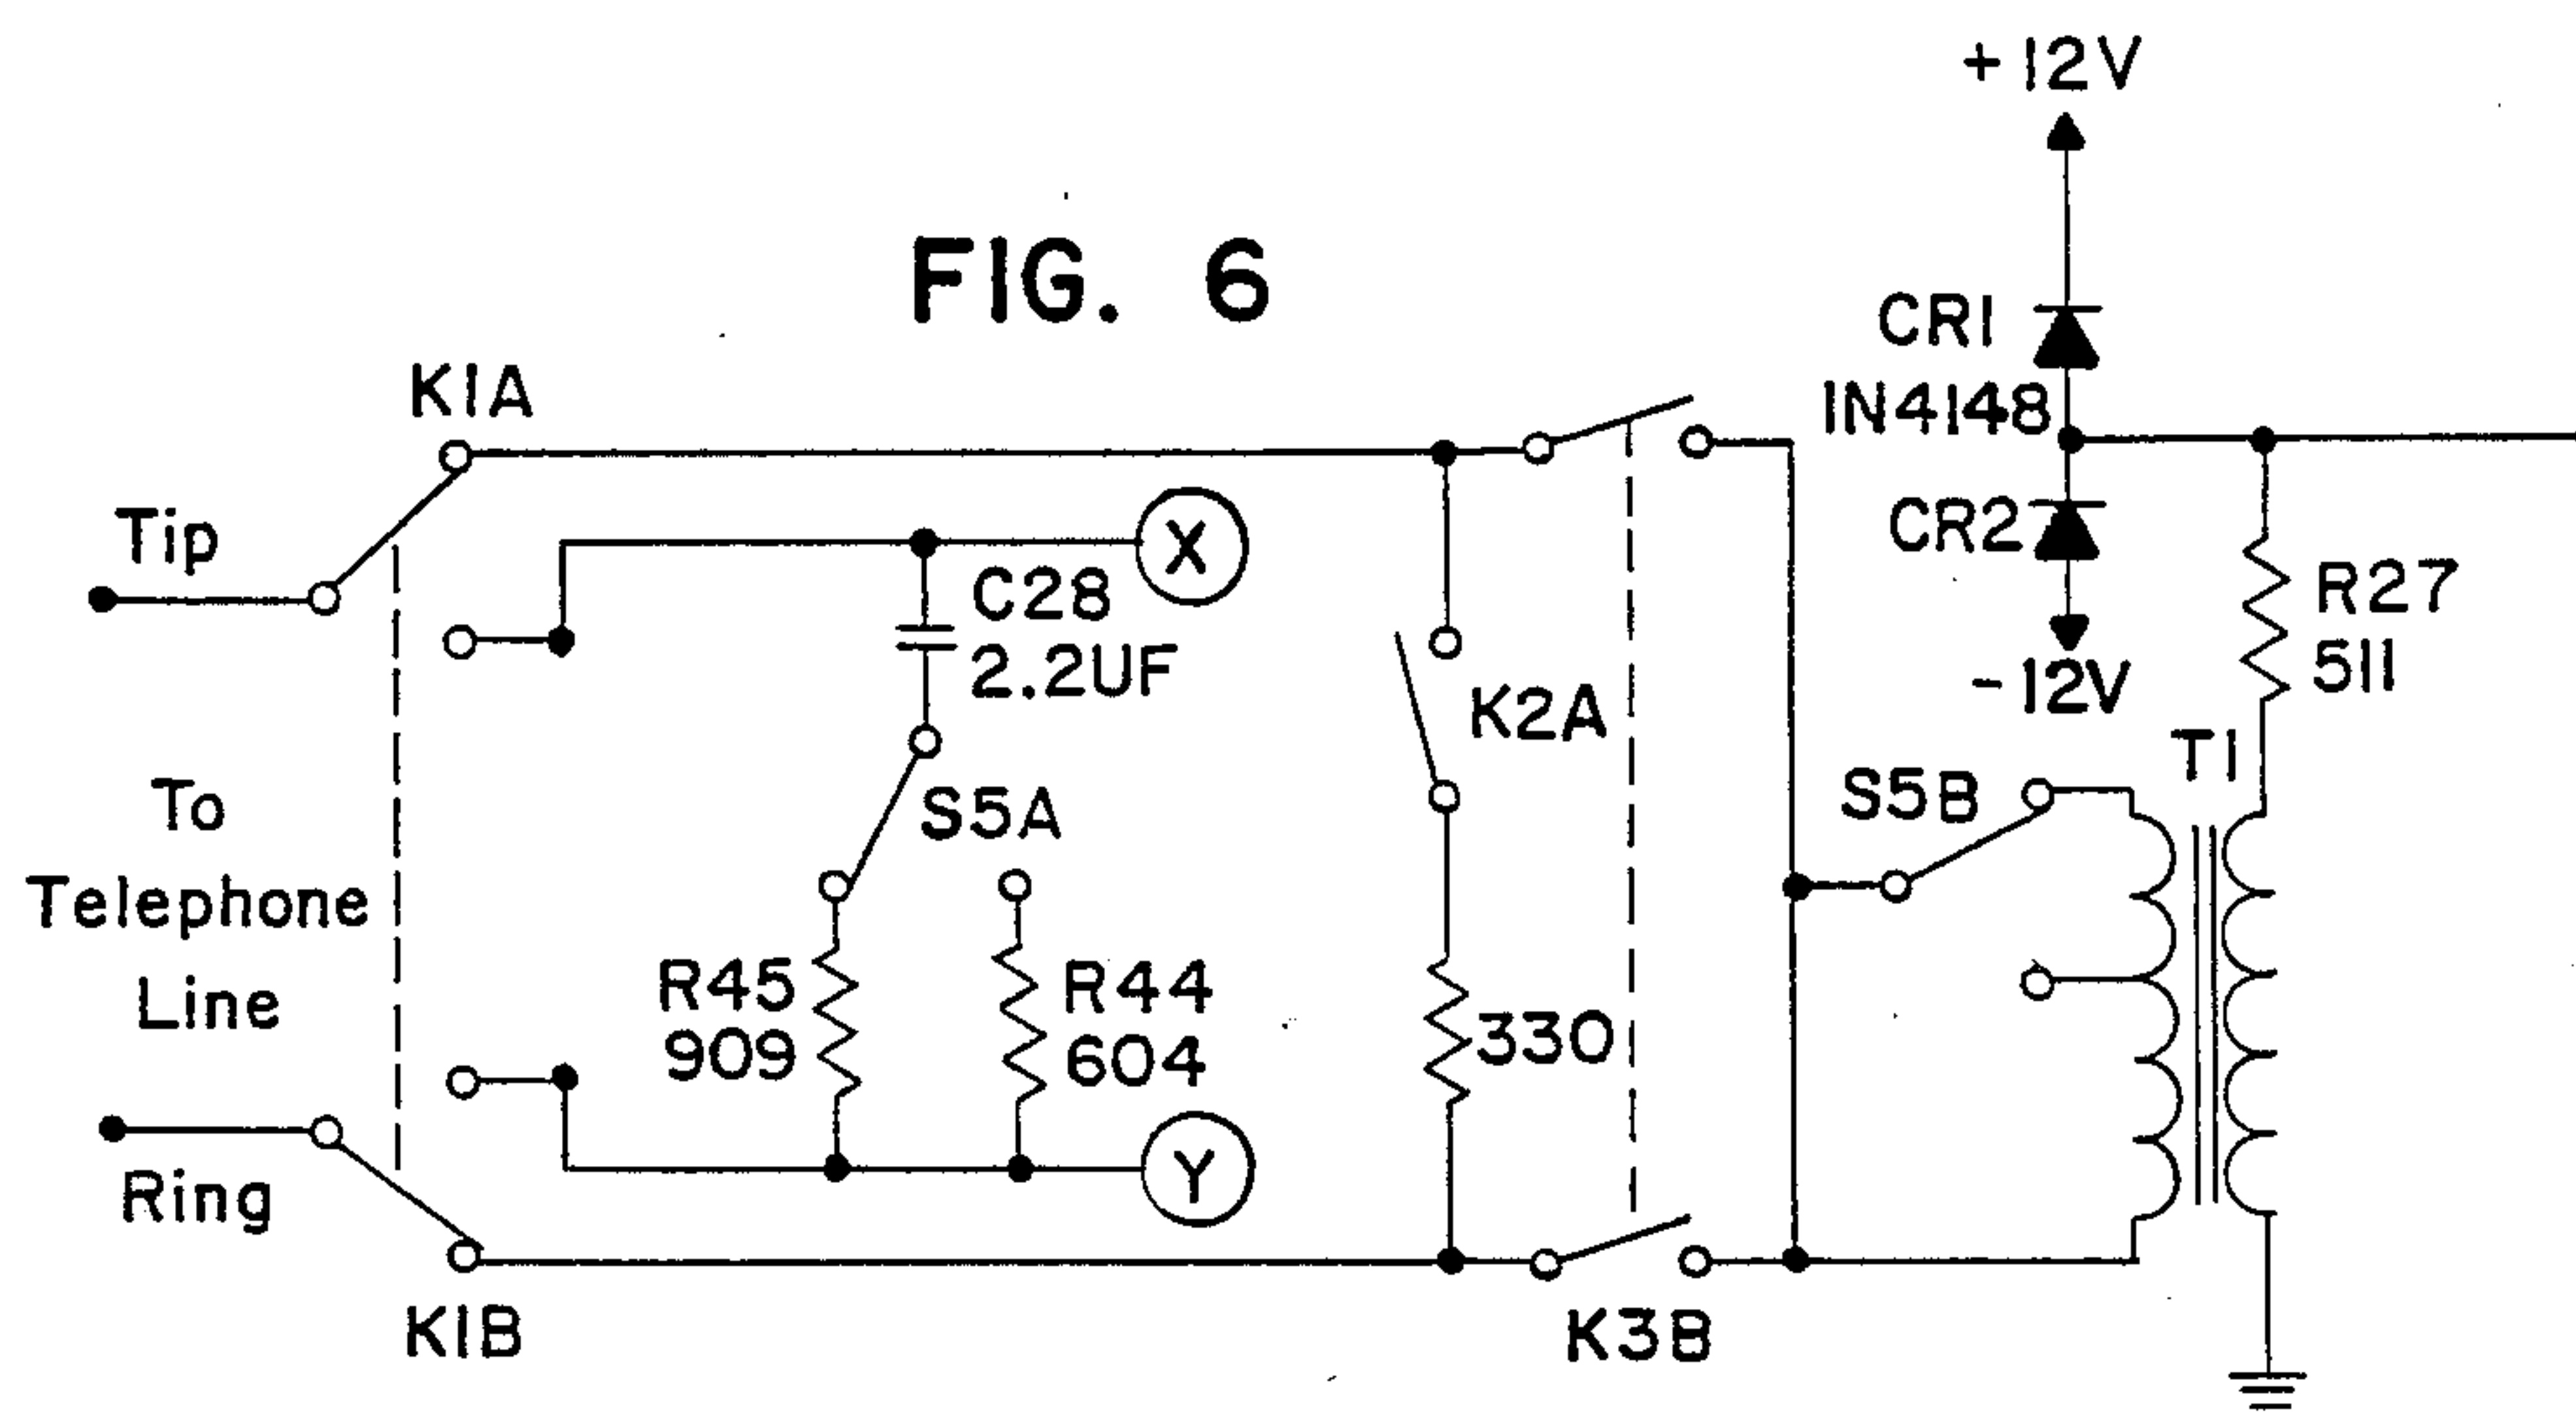 +12V
FIG. 6
CR1
1N4148
K1A
Tip
X
CR2
C28
2.2UF
R27
511
-12V
K2A
T1
To
Telephone
Line
S5A
S5B
R45
909
R44
604
330
Ring
Y
K1B
K3B